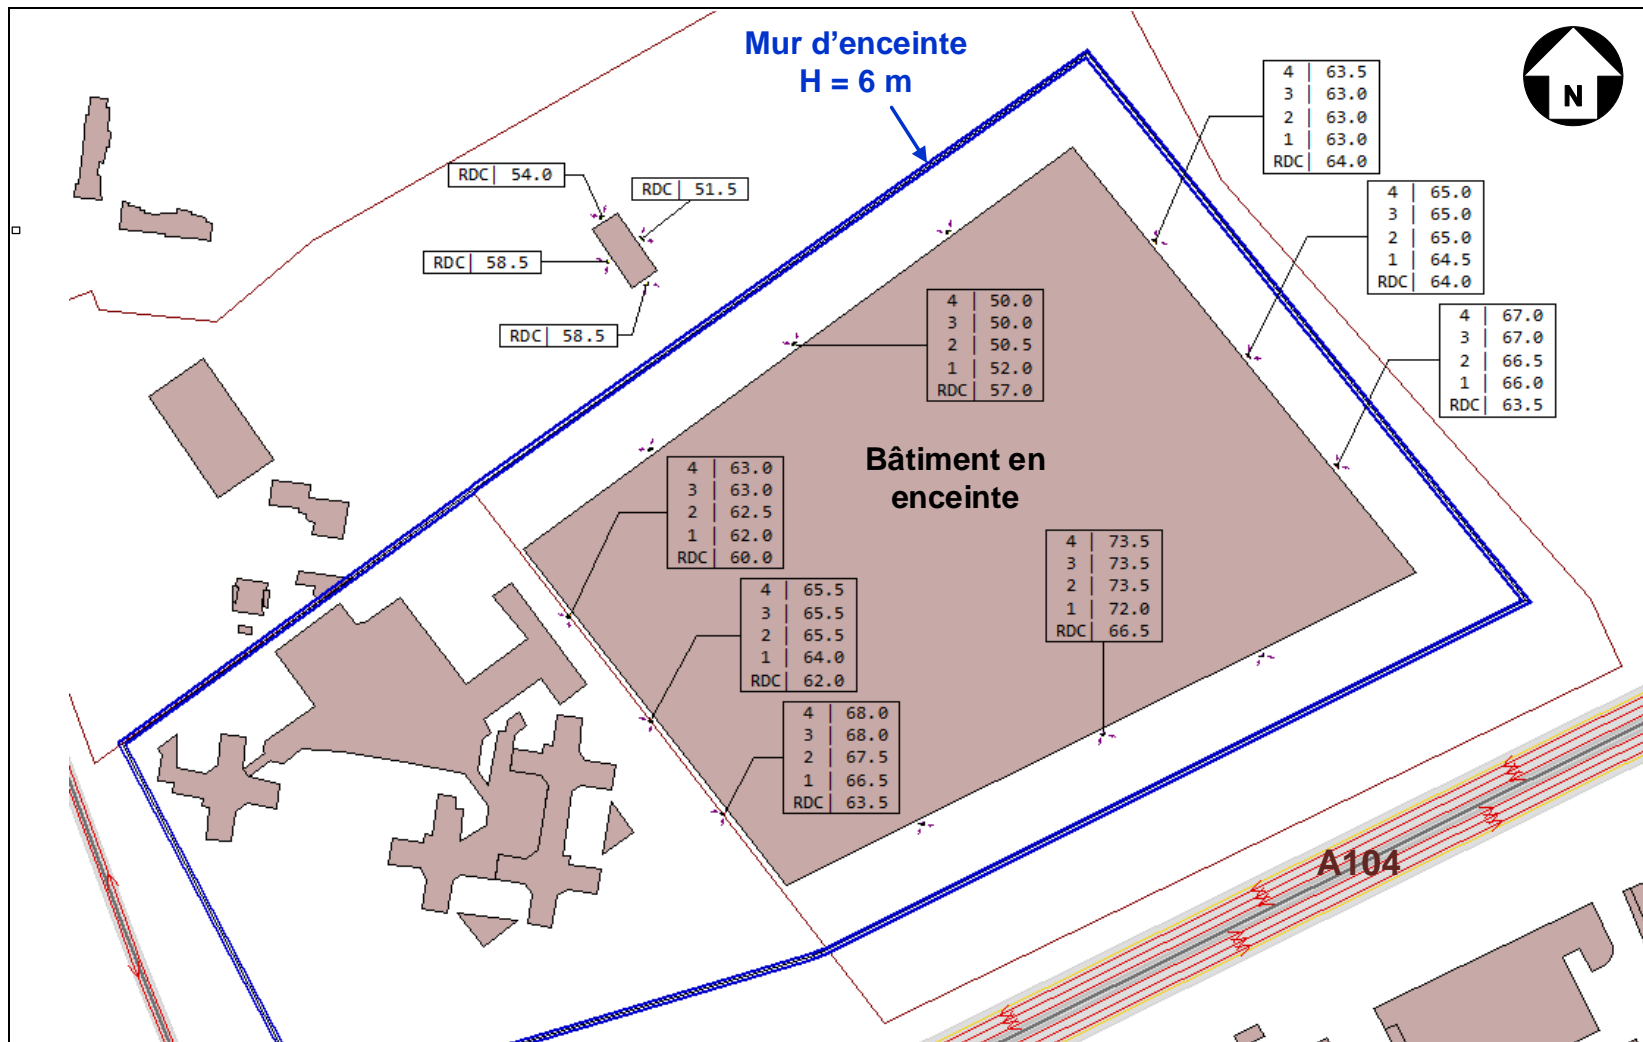 Mur d'enceinte
H = 6 m
N
4 | 63.5
3 | 63.0
2 | 63.0
1 | 63.0
RDC| 64.0
RDC| 54.0
RDC| 51.5
4 | 65.0
3 | 65.0
2 | 65.0
1 | 64.5
RDC| 64.0
RDC| 58.5
RDC| 58.5
4 | 50.0
3 | 50.0
2 | 50.5
1 | 52.0
RDC| 57.0
4 | 67.0
3 | 67.0
2 | 66.5
1 | 66.0
RDC| 63.5
Bâtiment en
enceinte
4 | 63.0
3 | 63.0
2 | 62.5
1 | 62.0
RDC| 60.0
4 | 73.5
3 | 73.5
2 | 73.5
1 | 72.0
RDC| 66.5
4 | 65.5
3 | 65.5
2 | 65.5
1 | 64.0
RDC| 62.0
4 | 68.0
3 | 68.0
2 | 67.5
1 | 66.5
RDC| 63.5
A104